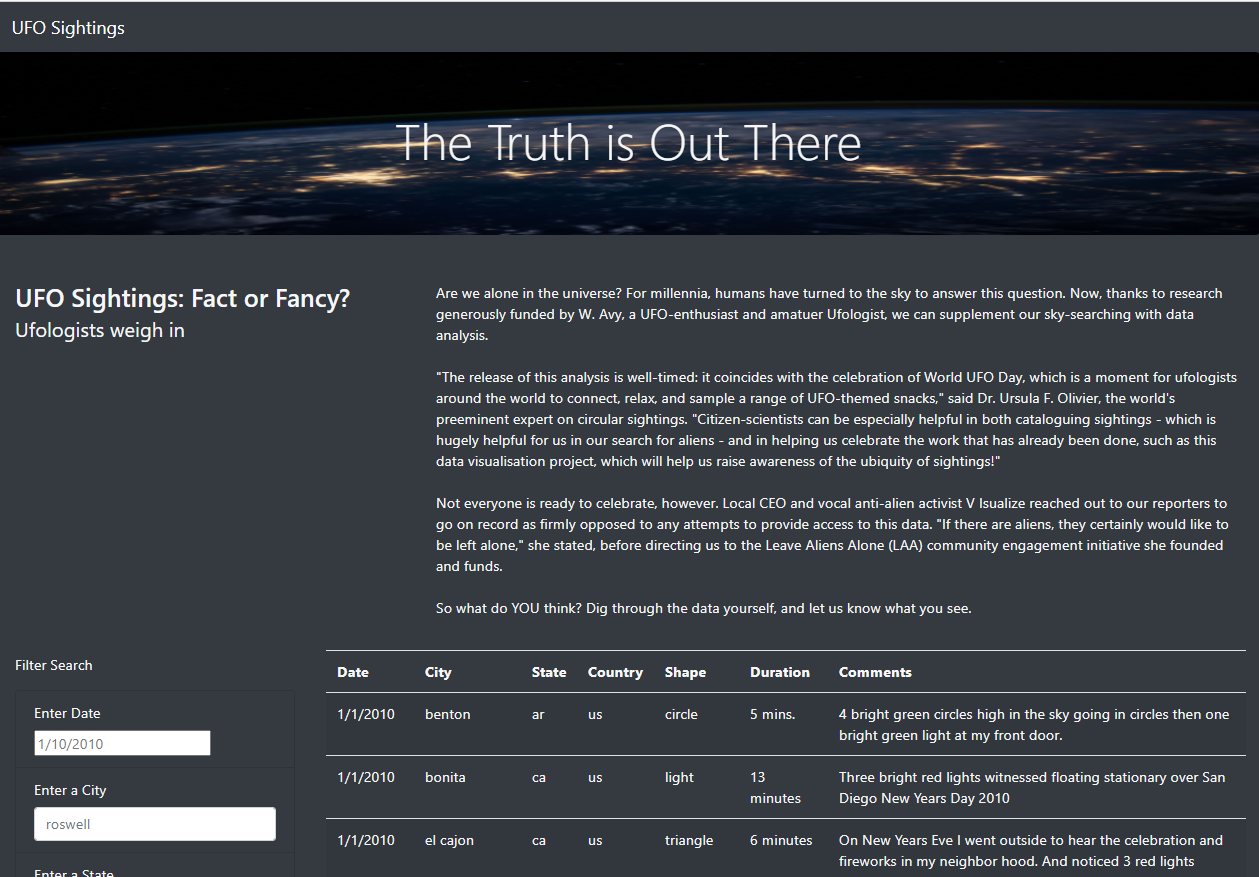 UFO Sightings
The Truth is Out There
UFO Sightings: Fact or Fancy?
Ufologists weigh in
Are we alone in the universe? For millennia, humans have turned to the sky to answer this question. Now, thanks to research
generously funded by W. Avy, a UFO-enthusiast and amatuer Ufologist, we can supplement our sky-searching with data
analysis.
"The release of this analysis is well-timed: it coincides with the celebration of World UFO Day, which is a moment for ufologists
around the world to connect, relax, and sample a range of UFO-themed snacks," said Dr. Ursula F. Olivier, the world's
preeminent expert on circular sightings. "Citizen-scientists can be especially helpful in both cataloguing sightings - which is
hugely helpful for us in our search for aliens - and in helping us celebrate the work that has already been done, such as this
data visualisation project, which will help us raise awareness of the ubiquity of sightings!"
Not everyone is ready to celebrate, however. Local CEO and vocal anti-alien activist V Isualize reached out to our reporters to
go on record as firmly opposed to any attempts to provide access to this data. "If there are aliens, they certainly would like to
be left alone," she stated, before directing us to the Leave Aliens Alone (LAA) community engagement initiative she founded
and funds.
So what do YOU think? Dig through the data yourself, and let us know what you see.
Filter Search
Enter Date
1/10/2010
Enter a City
roswell
Enter a State
Date City State Country Shape Duration Comments
1/1/2010 benton ar us circle 5 mins. 4 bright green circles high in the sky going in circles then one
bright green light at my front door.
1/1/2010 bonita ca us light 13 Three bright red lights witnessed floating stationary over San
minutes Diego New Years Day 2010
1/1/2010 el cajon ca us triangle 6 minutes On New Years Eve I went outside to hear the celebration and
fireworks in my neighbor hood. And noticed 3 red lights